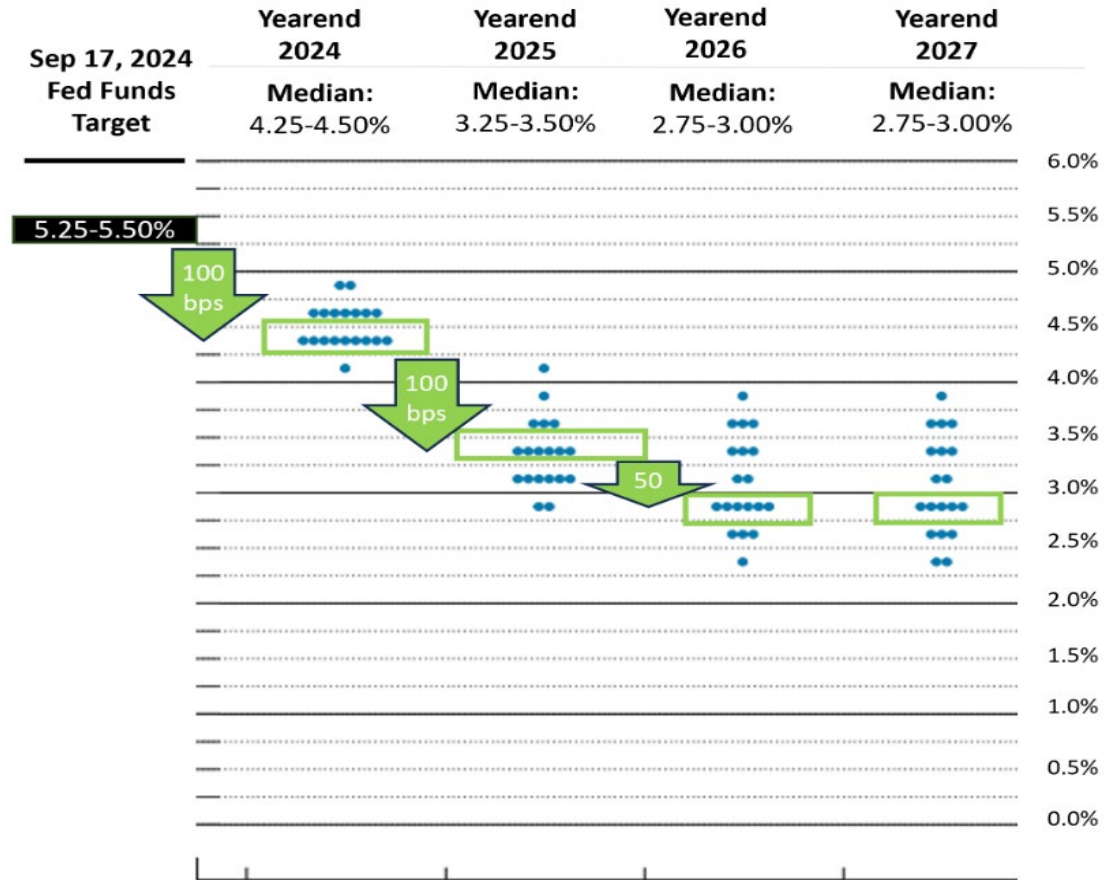 Sep 17, 2024
Fed Funds
Target
Yearend
2024
Median:
4.25-4.50%
Yearend
2025
Median:
3.25-3.50%
Yearend
2026
Median:
2.75-3.00%
Yearend
2027
Median:
2.75-3.00%
6.0%
5.25-5.50%
5.5%
100
bps
5.0%
4.5%
100
bps
4.0%
3.5%
50
3.0%
2.5%
2.0%
1.5%
1.0%
0.5%
0.0%